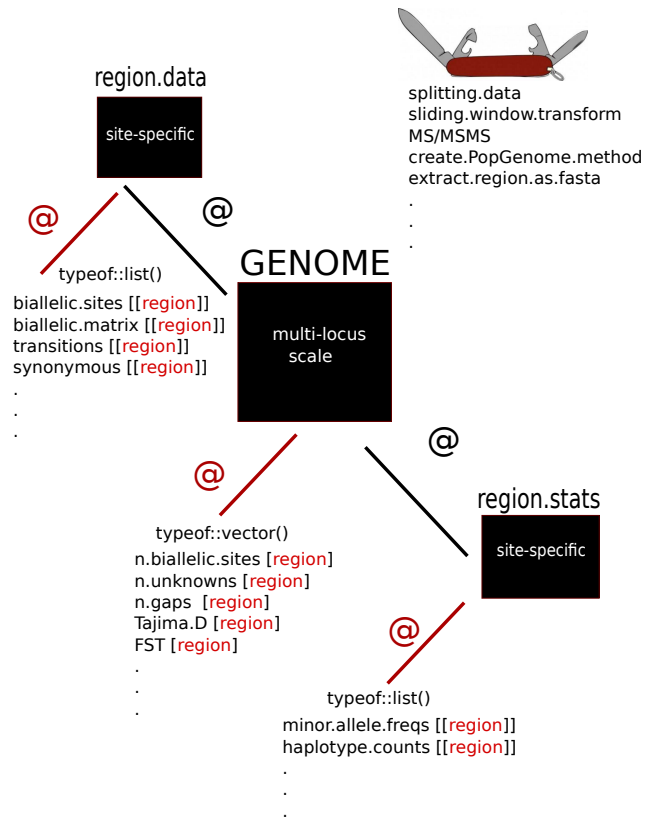 region.data
site-specific
@
@
typeof::list()
biallelic.sites [[region]]
biallelic.matrix [[region]]
transitions [[region]]
synonymous [[region]]
.
.
.
splitting.data
sliding.window.transform
MS/MSMS
create.PopGenome.method
extract.region.as.fasta
.
.
.
GENOME
multi-locus
scale
@
@
typeof::vector()
n.biallelic.sites [region]
n.unknowns [region]
n.gaps  [region]
Tajima.D [region]
FST [region]
.
.
.
region.stats
site-specific
@
typeof::list()
minor.allele.freqs [[region]]
haplotype.counts [[region]]
.
.
.